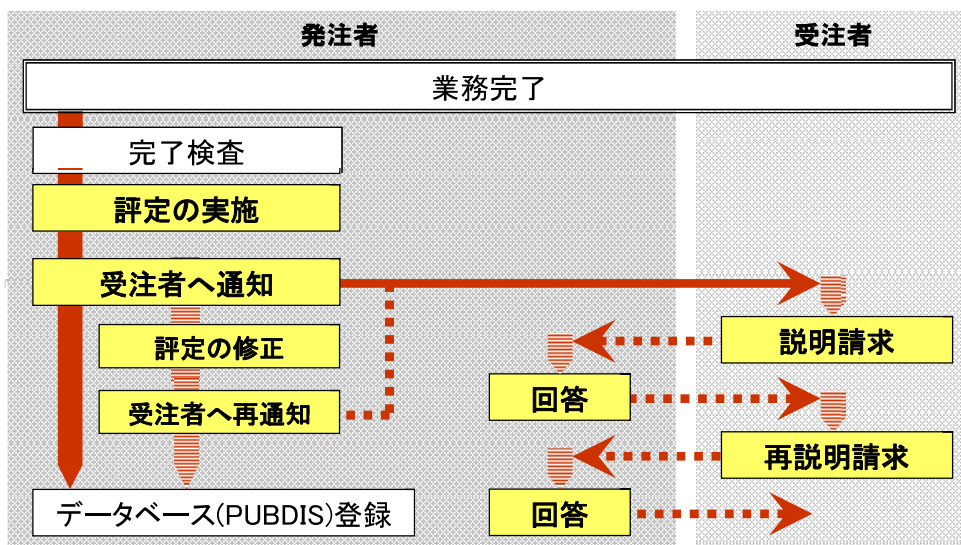 発注者
受注者
業務完了
完了検査
評定の実施
受注者へ通知
評定の修正
説明請求
受注者へ再通知
回答
再説明請求
データベース(PUBDIS)登録
回答